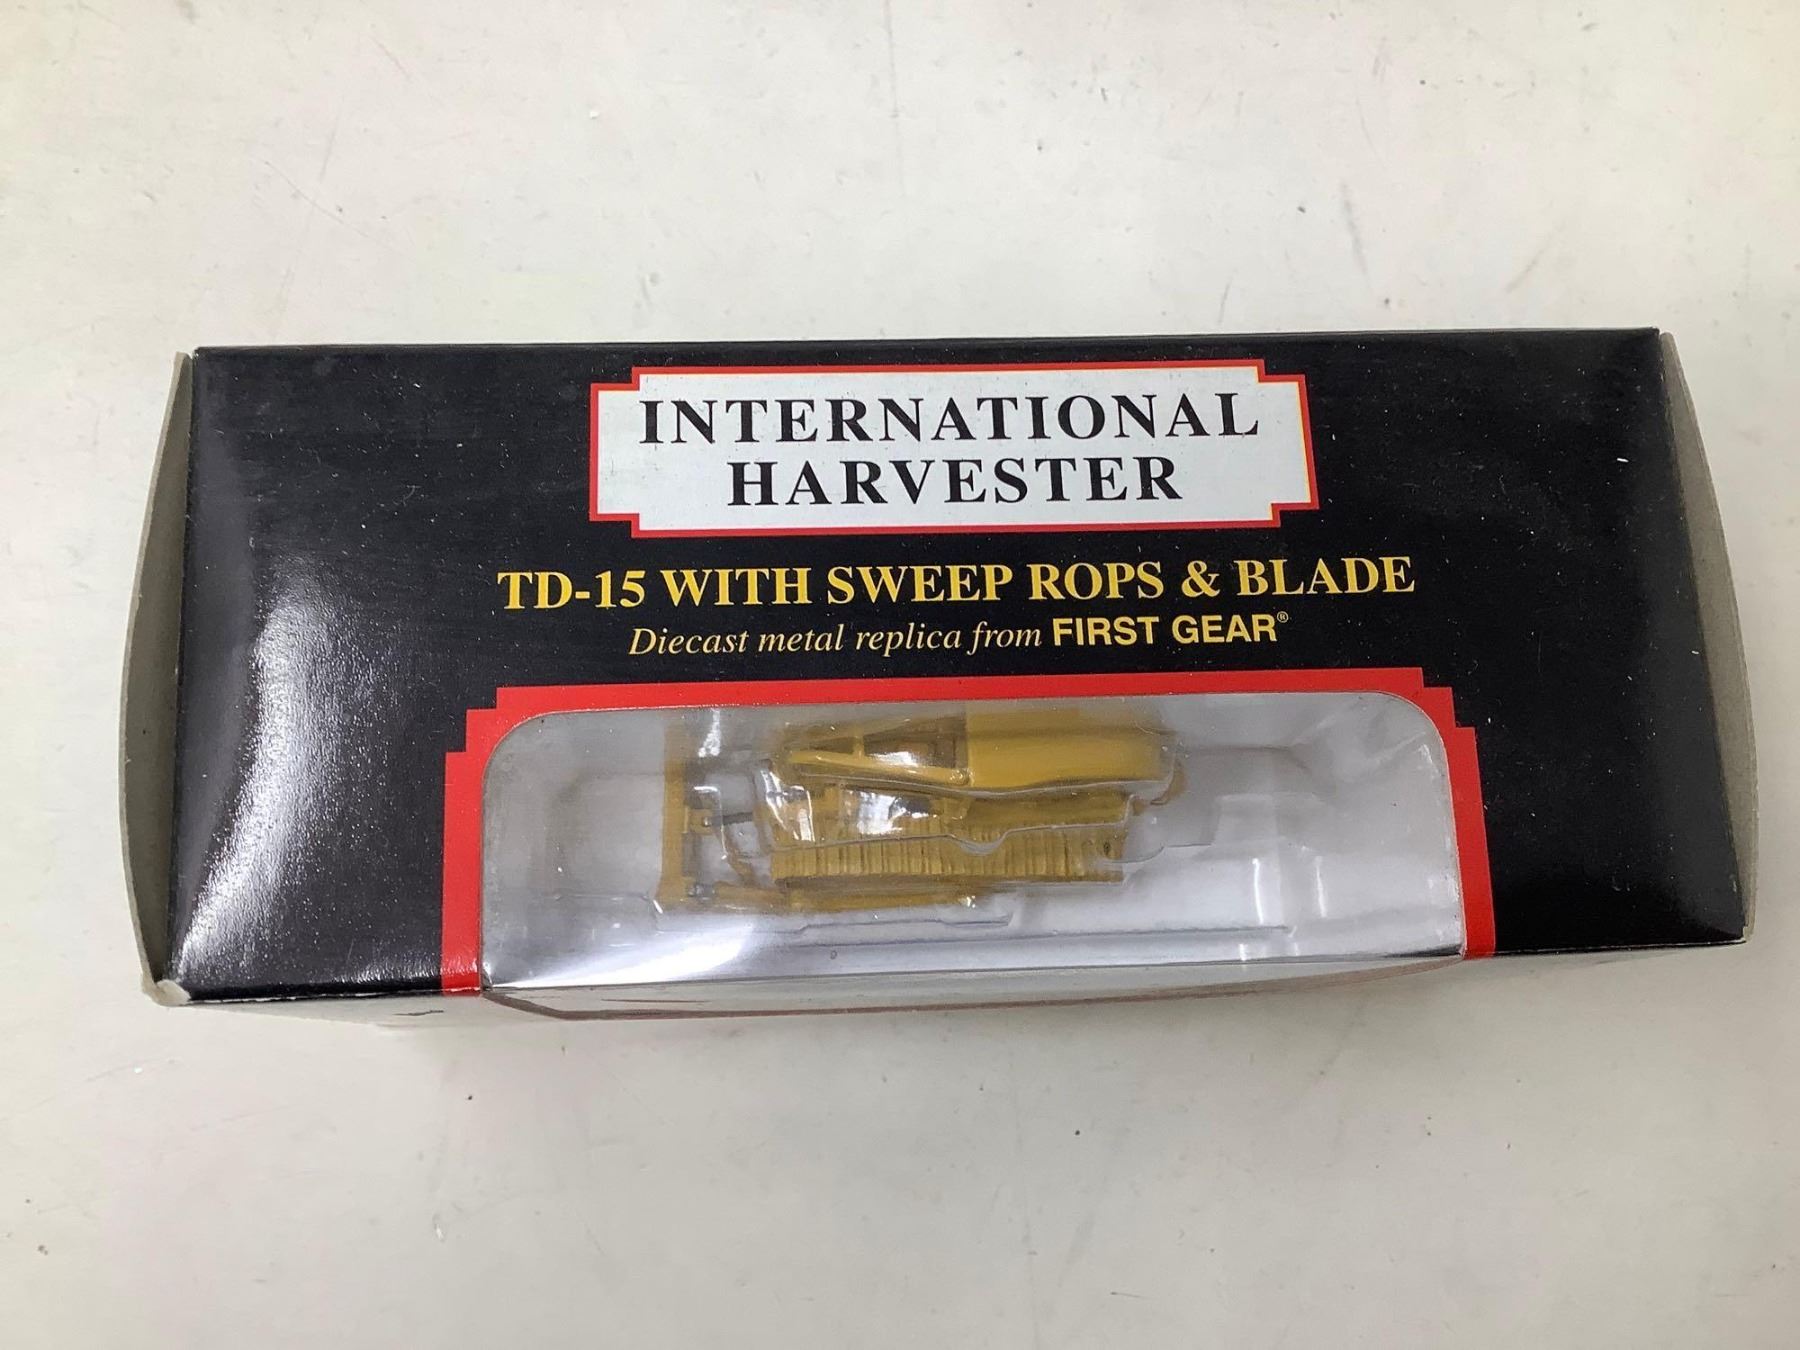 INTERNATIONAL
HARVESTER
TD-15 WITH SWEEP ROPS & BLADE
Diecast metal replica from FIRST GEAR®